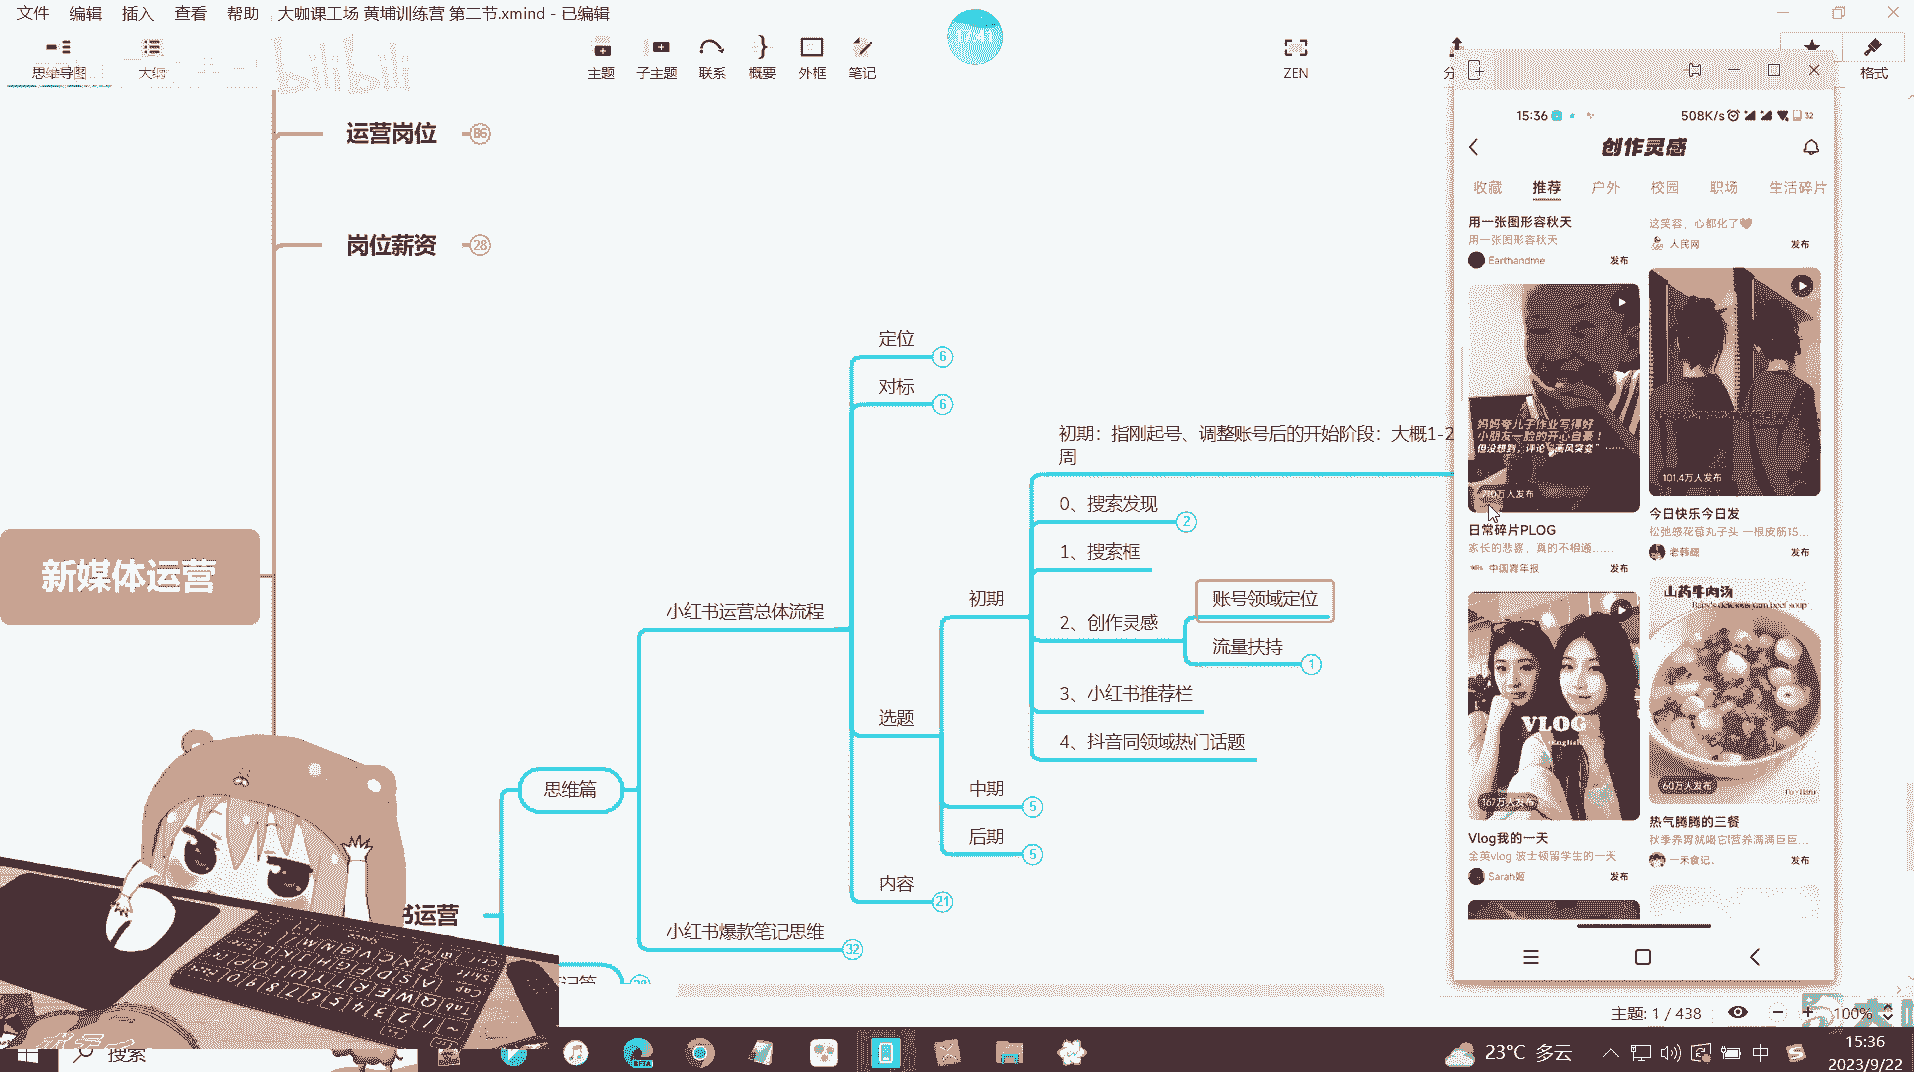 文件 编辑 插入 查看 帮助 大咖课工场 黄埔训练营 第二节.xmind - 已编辑
思维导图
大纲
bilibili
主题
子主题
联系
概要
外框
笔记
ZEN
格式
运营岗位 86
岗位薪资 28
新媒体运营
思维篇
小红书运营总体流程
定位 6
对标 6
选题
初期
初期：指刚起号、调整账号后的开始阶段：大概1-2
周
0、搜索发现 2
1、搜索框
2、创作灵感
账号领域定位
流量扶持 1
3、小红书推荐栏
4、抖音同领域热门话题
中期 5
后期 5
内容 21
小红书爆款笔记思维 32
书运营
15:36 508K/s 32
创作灵感
收藏 推荐 户外 校园 职场 生活碎片
用一张图形容秋天
用一张图形容秋天
Earthandme 发布
这笑容，心都化了
人民网 发布
妈妈夸儿子作业写得好
小朋友一脸的开心自豪！
但没想到，评论"画风突变"……
万人发布
日常碎片PLOG
家长的悲喜，真的不相通……
中国青年报 发布
101.4万人发布
今日快乐今日发
松弛感花苞丸子头 一根皮筋15...
发布
VLOG
167万人发布
Vlog我的一天
全英vlog 波士顿留学生的一天
Sarah姬 发布
山药牛肉汤
60万人发布
热气腾腾的三餐
秋季养胃就喝它!营养满满巨巨...
一禾食记。 发布
主题: 1 / 438 100%
搜索
23°C 多云
中
15:36
2023/9/22